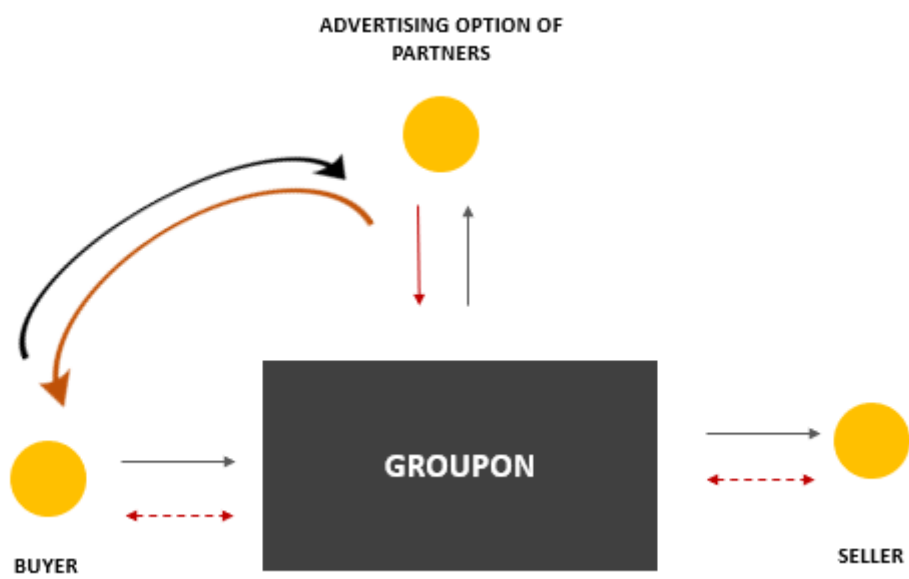 ADVERTISING OPTION OF
PARTNERS
GROUPON
BUYER
SELLER